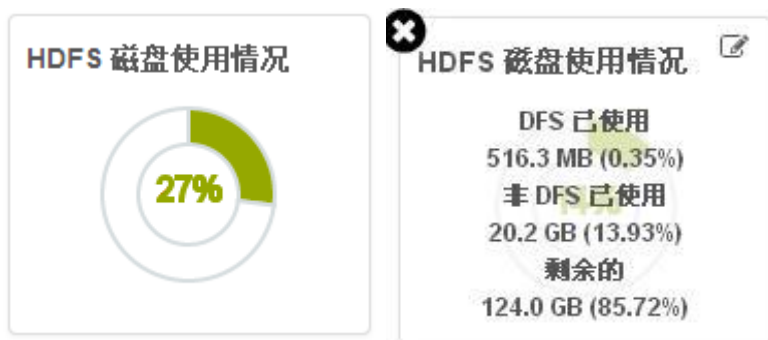 HDFS 磁盘使用情况
27%
HDFS 磁盘使用情况
DFS 已使用
516.3 MB (0.35%)
非 DFS 已使用
20.2 GB (13.93%)
剩余的
124.0 GB (85.72%)